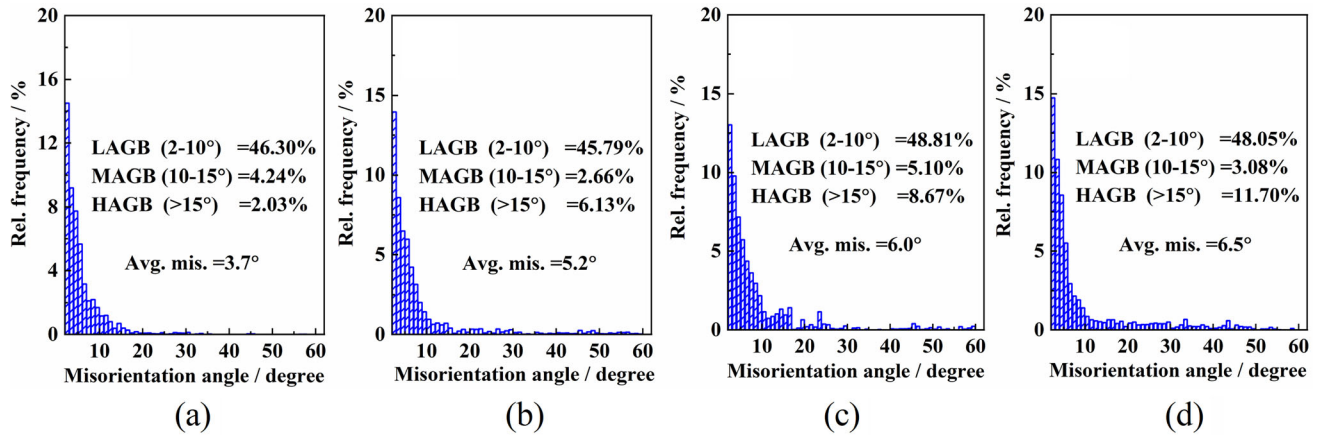 20
16
12
8
4
0
Rel. frequency / %
LAGB (2-10°) =46.30%
MAGB (10-15°) =4.24%
HAGB (>15°) =2.03%
Avg. mis. =3.7°
10 20 30 40 50 60
Misorientation angle / degree
(a)
20
15
10
5
0
Rel. frequency / %
LAGB (2-10°) =45.79%
MAGB (10-15°) =2.66%
HAGB (>15°) =6.13%
Avg. mis. =5.2°
10 20 30 40 50 60
Misorientation angle / degree
(b)
20
15
10
5
0
Rel. frequency / %
LAGB (2-10°) =48.81%
MAGB (10-15°) =5.10%
HAGB (>15°) =8.67%
Avg. mis. =6.0°
10 20 30 40 50 60
Misorientation angle / degree
(c)
20
15
10
5
0
Rel. frequency / %
LAGB (2-10°) =48.05%
MAGB (10-15°) =3.08%
HAGB (>15°) =11.70%
Avg. mis. =6.5°
10 20 30 40 50 60
Misorientation angle / degree
(d)